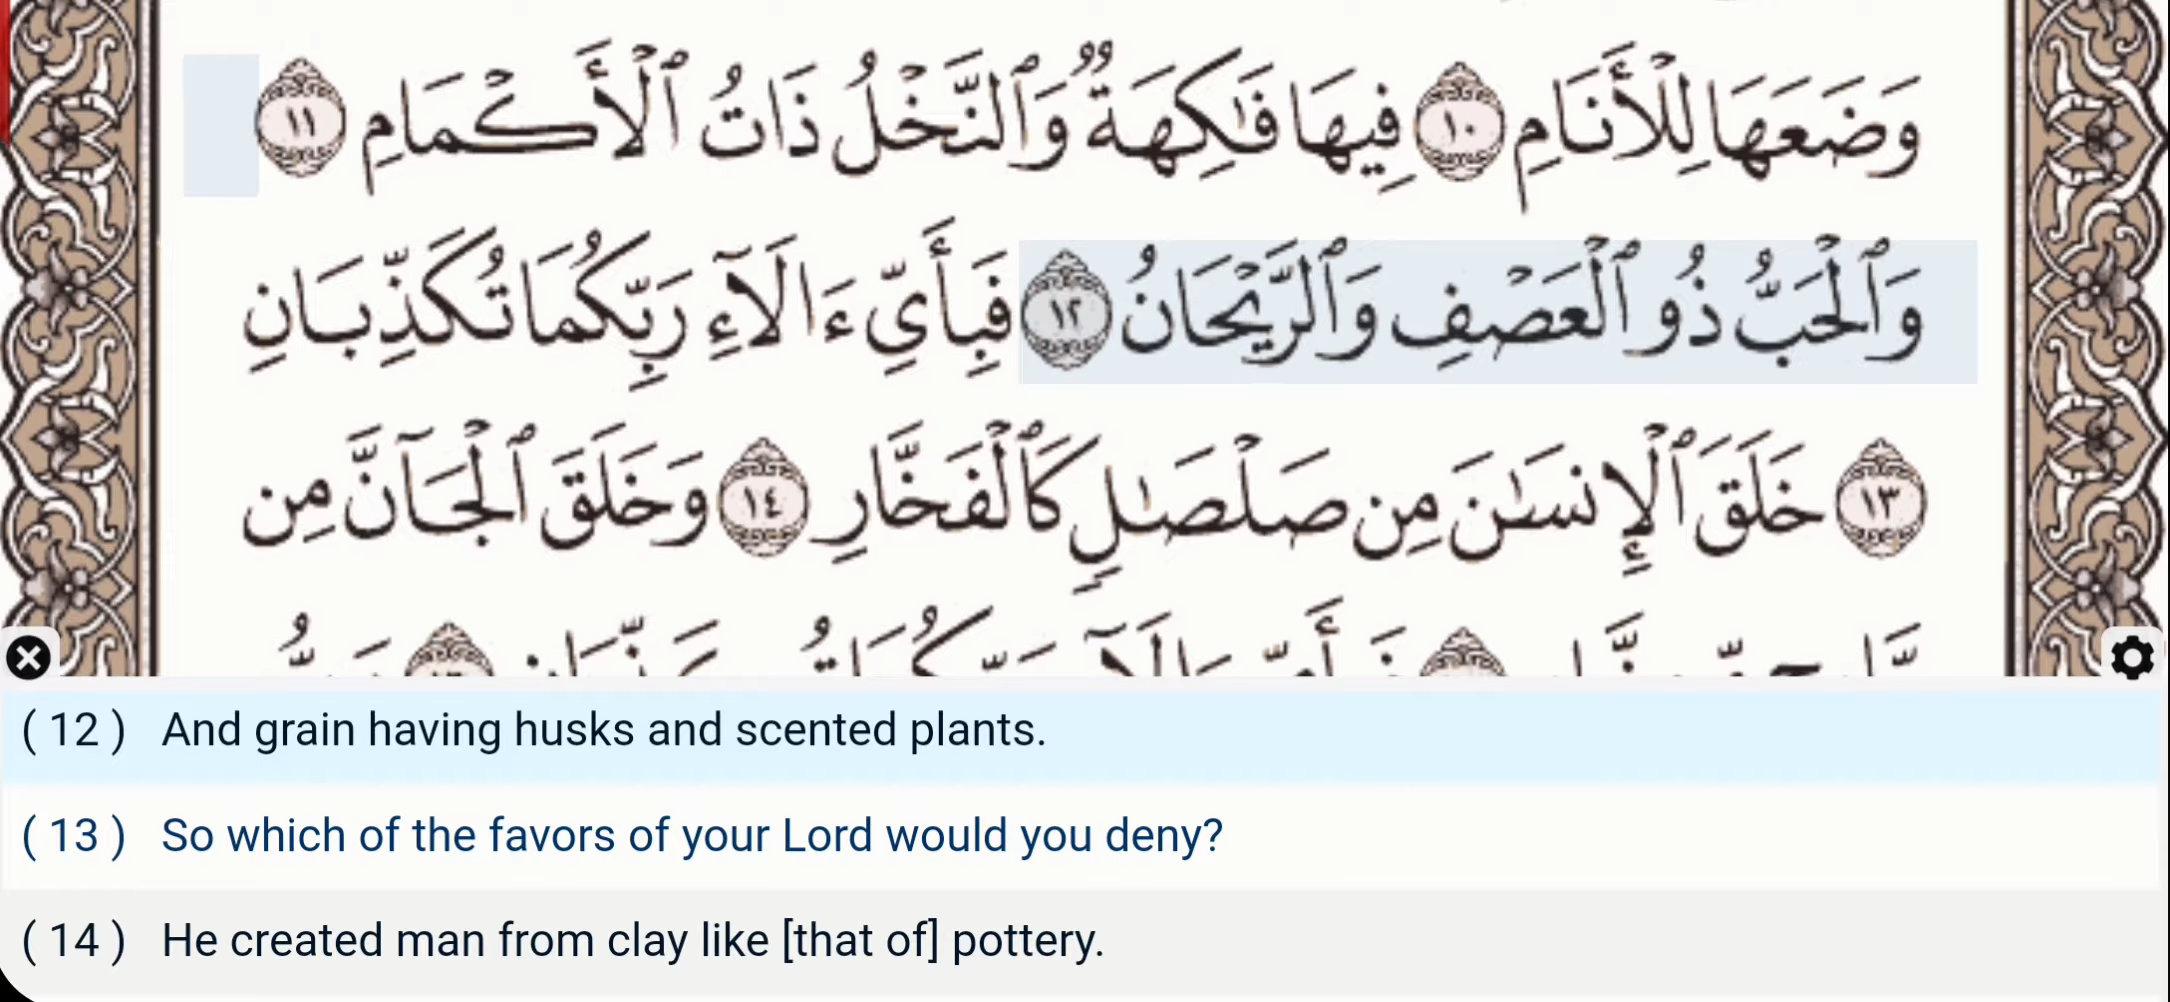 وَضَعَهَا لِلْأَنَامِ ١٠ فِيهَا فَٰكِهَةٌ وَٱلنَّخْلُ ذَاتُ ٱلْأَكْمَامِ ١١
وَٱلْحَبُّ ذُو ٱلْعَصْفِ وَٱلرَّيْحَانُ ١٢ فَبِأَيِّ ءَالَآءِ رَبِّكُمَا تُكَذِّبَانِ
١٣ خَلَقَ ٱلْإِنسَٰنَ مِن صَلْصَٰلٍ كَٱلْفَخَّارِ ١٤ وَخَلَقَ ٱلْجَآنَّ مِن
( 12 ) And grain having husks and scented plants.
( 13 ) So which of the favors of your Lord would you deny?
( 14 ) He created man from clay like [that of] pottery.